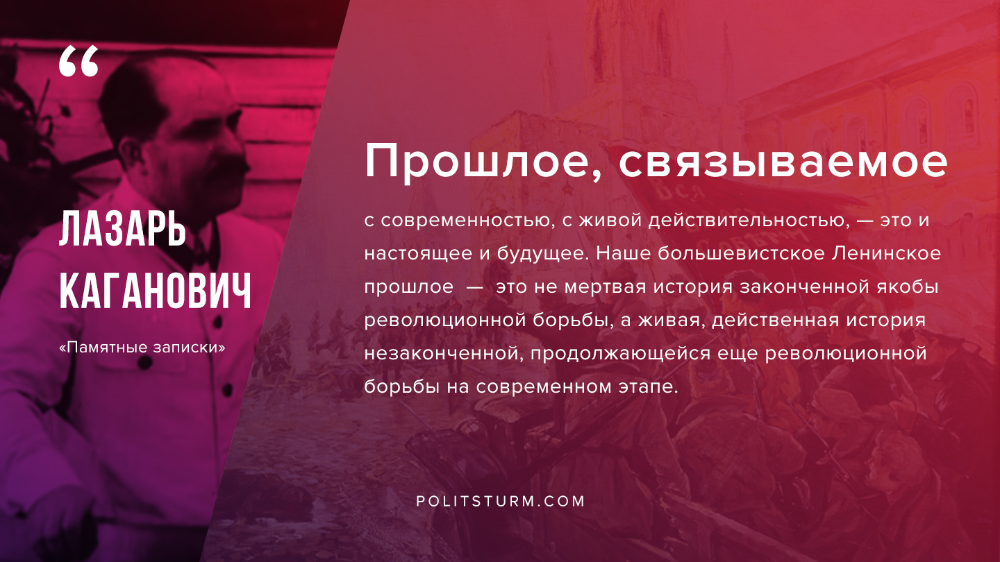 “
ЛАЗАРЬ
КАГАНОВИЧ
«Памятные записки»
Прошлое, связываемое
с современностью, с живой действительностью, — это и
настоящее и будущее. Наше большевистское Ленинское
прошлое — это не мертвая история законченной якобы
революционной борьбы, а живая, действенная история
незаконченной, продолжающейся еще революционной
борьбы на современном этапе.
ВСЯ
POLITSTURM.COM